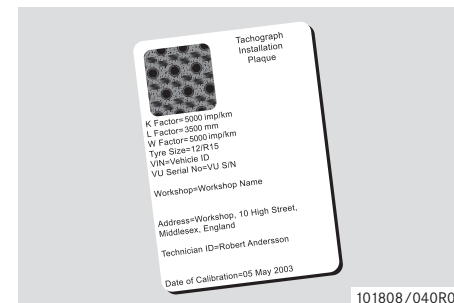 Tachograph
Installation
Plaque
K Factor=5000 imp/km
L Factor=3500 mm
W Factor=5000 imp/km
Tyre Size=12/R15
VIN=Vehicle ID
VU Serial No=VU S/N
Workshop=Workshop Name
Address=Workshop, 10 High Street,
Middlesex, England
Technician ID=Robert Andersson
Date of Calibration=05 May 2003
101808/040R0